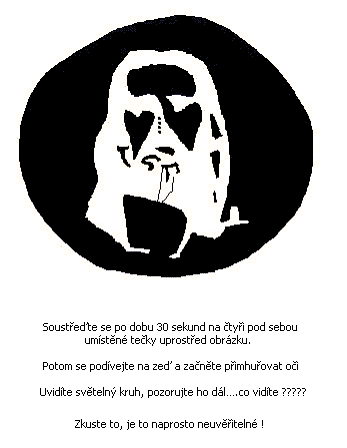 Soustřeďte se po dobu 30 sekund na čtyři pod sebou
umístěné tečky uprostřed obrázku.
Potom se podívejte na zeď a začněte přimhuřovat oči
Uvidíte světelný kruh, pozorujte ho dál....co vidíte ?????
Zkuste to, je to naprosto neuvěřitelné !